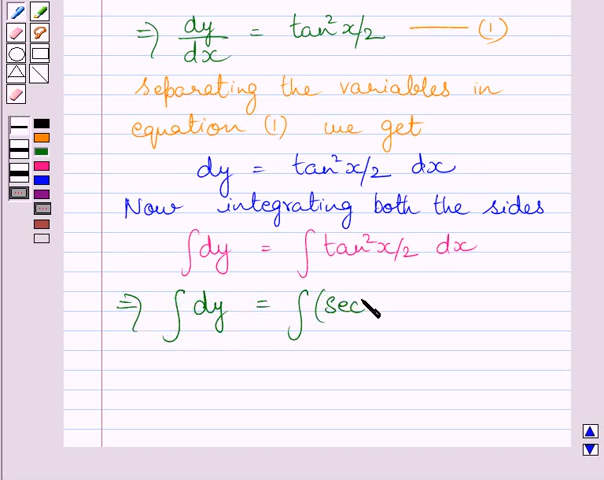 ⇒ dy/dx = tan²x/2 —— (1)
Separating the variables in
equation (1) we get
dy = tan²x/2 dx
Now integrating both the sides
∫dy = ∫tan²x/2 dx
⇒ ∫dy = ∫(sec